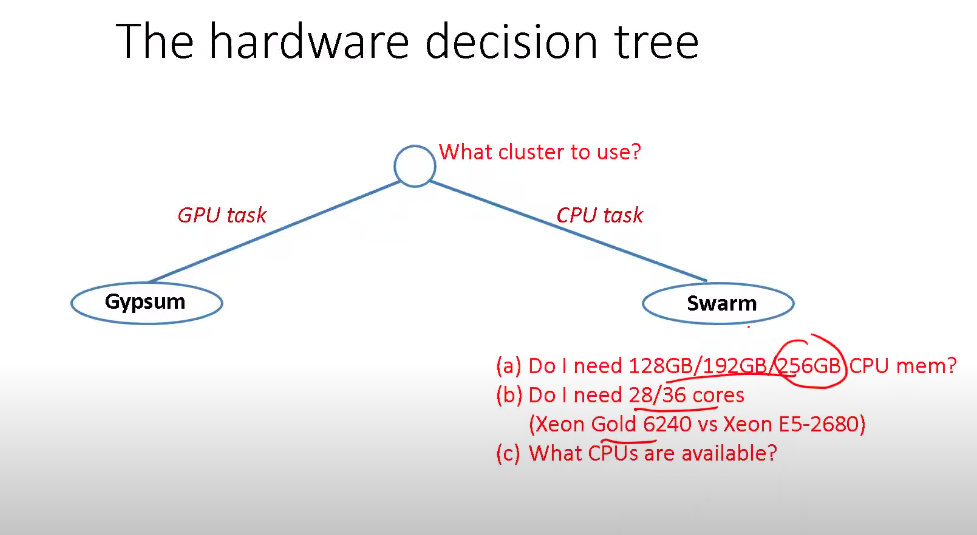 The hardware decision tree
What cluster to use?
GPU task
CPU task
Gypsum
Swarm
(a) Do I need 128GB/192GB/256GB CPU mem?
(b) Do I need 28/36 cores
(Xeon Gold 6240 vs Xeon E5-2680)
(c) What CPUs are available?